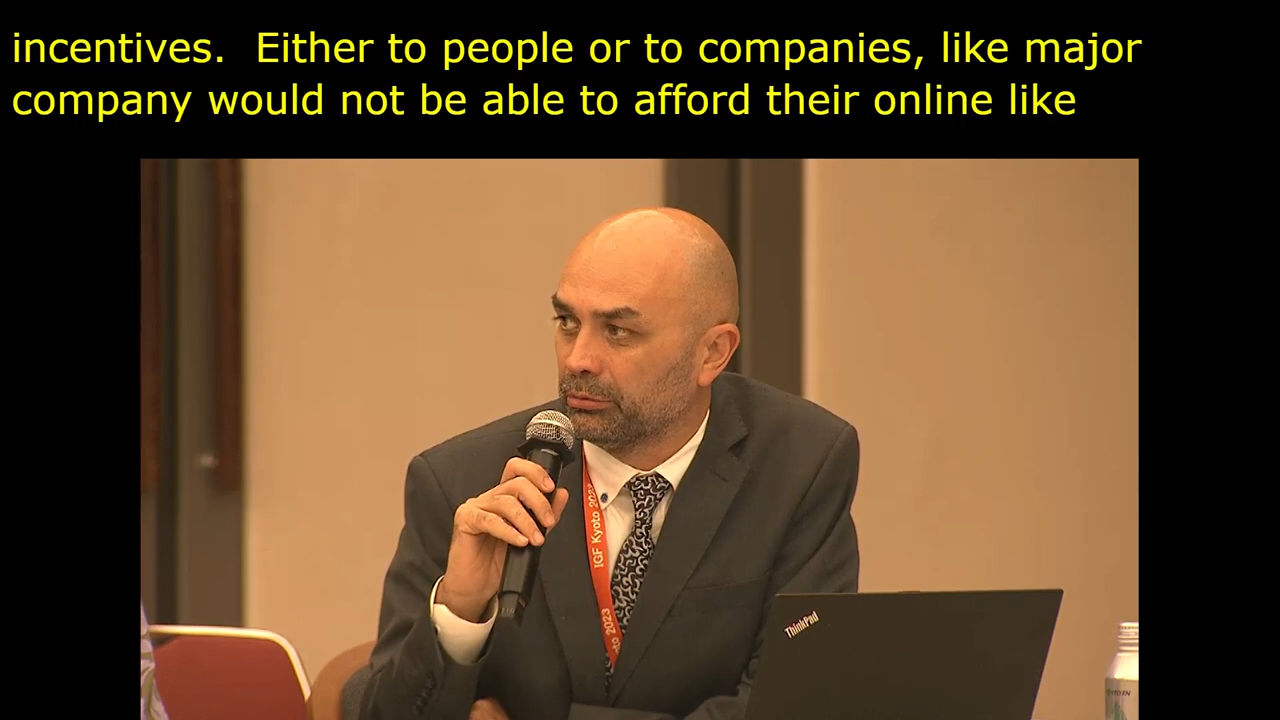 incentives.  Either to people or to companies, like major
company would not be able to afford their online like
IGF Kyoto 2023
2023
ThinkPad